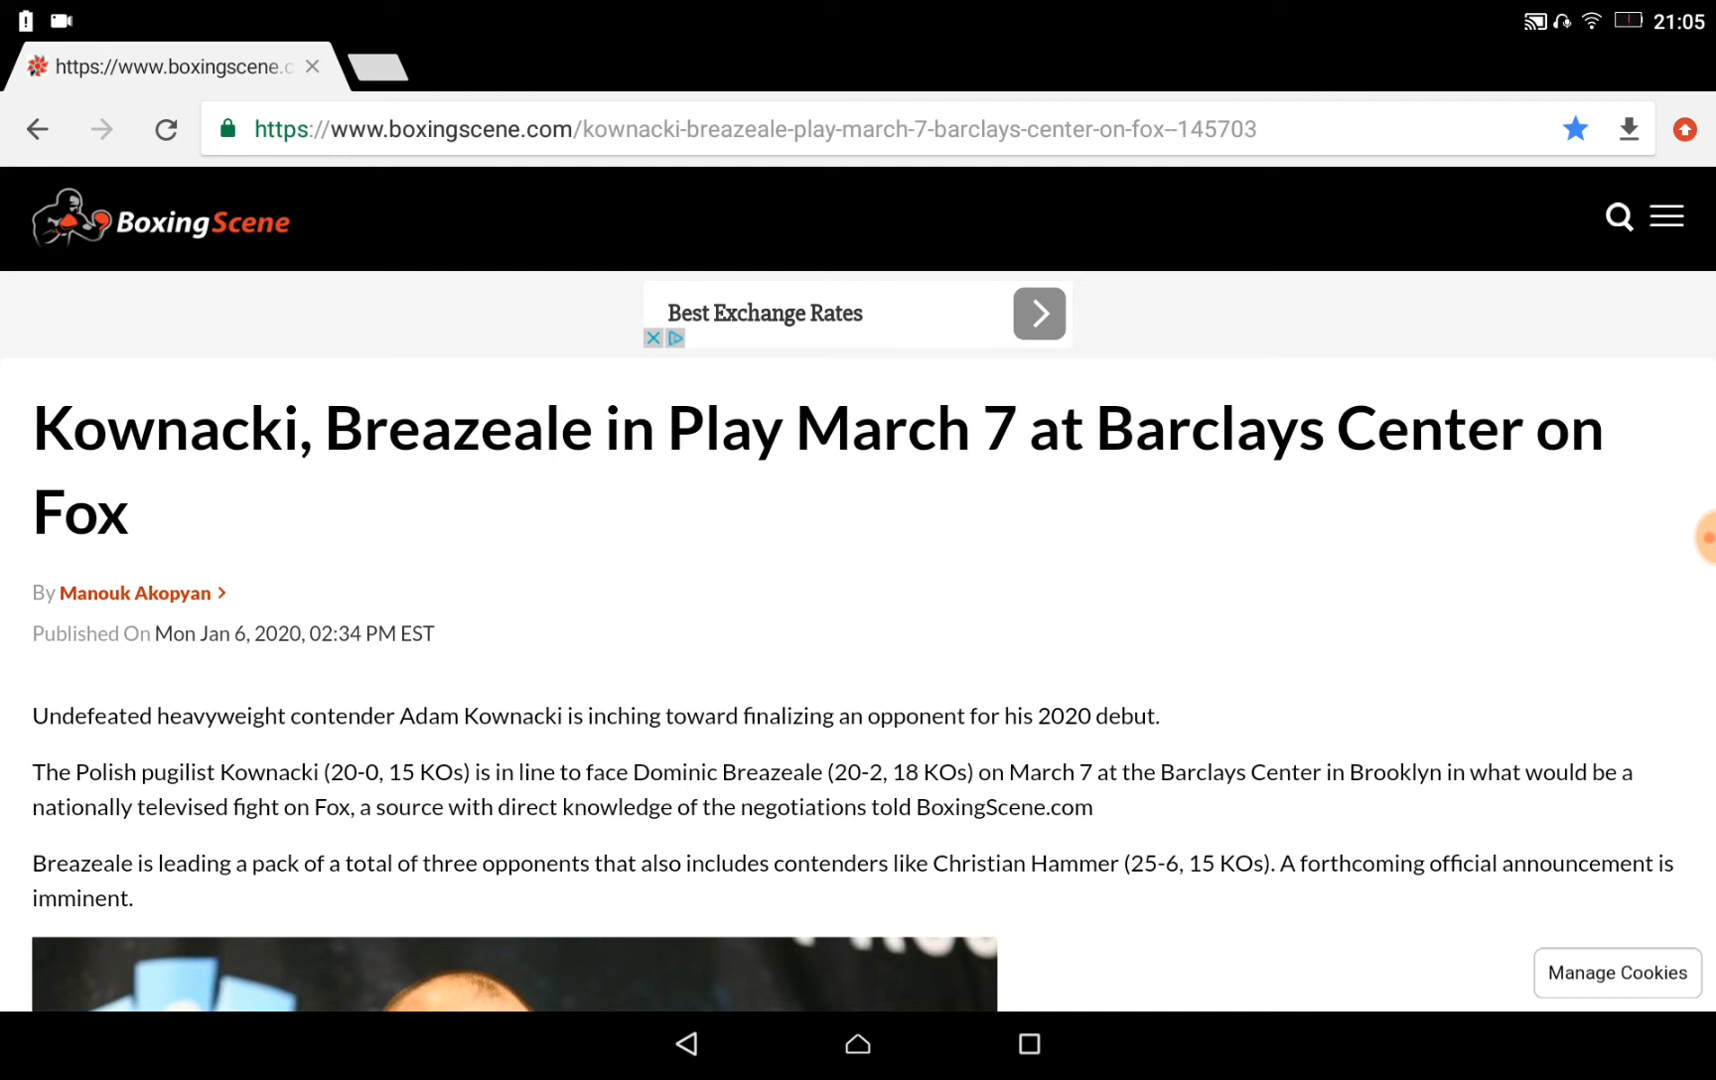 21:05
https://www.boxingscene.c
https://www.boxingscene.com/kownacki-breazeale-play-march-7-barclays-center-on-fox--145703
BoxingScene
Best Exchange Rates
Kownacki, Breazeale in Play March 7 at Barclays Center on
Fox
By Manouk Akopyan >
Published On Mon Jan 6, 2020, 02:34 PM EST
Undefeated heavyweight contender Adam Kownacki is inching toward finalizing an opponent for his 2020 debut.
The Polish pugilist Kownacki (20-0, 15 KOs) is in line to face Dominic Breazeale (20-2, 18 KOs) on March 7 at the Barclays Center in Brooklyn in what would be a
nationally televised fight on Fox, a source with direct knowledge of the negotiations told BoxingScene.com
Breazeale is leading a pack of a total of three opponents that also includes contenders like Christian Hammer (25-6, 15 KOs). A forthcoming official announcement is
imminent.
Manage Cookies